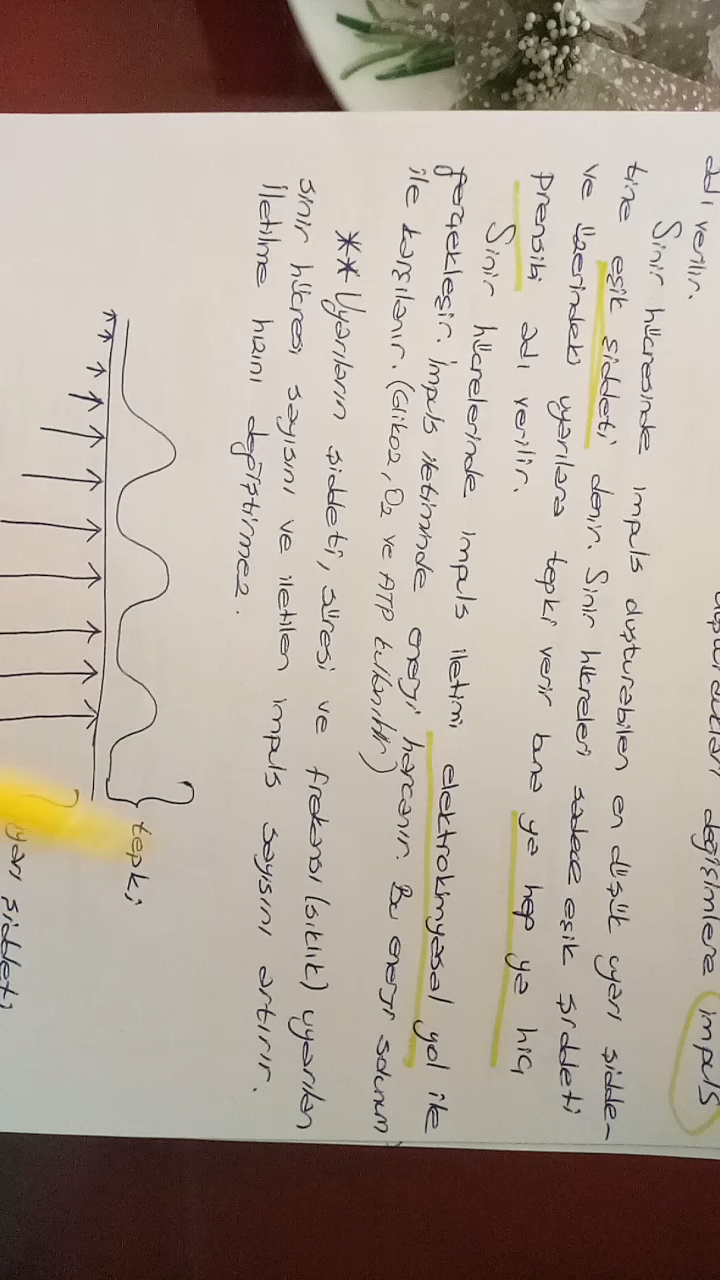 değişimlere impuls
adı verilir.
Sinir hücresinde impuls oluşturabilen en düşük uyarı şidde-
tine eşik şiddeti denir. Sinir hücreleri sadece eşik şiddeti
ve üzerindeki uyarılara tepki verir buna ya hep ya hiç
prensibi adı verilir.
Sinir hücrelerinde impuls iletimi elektrokimyasal yol ile
gerçekleşir. İmpuls iletiminde enerji harcanır. Bu enerji solunum
ile karşılanır. (Glikoz, O2 ve ATP kullanılır)
** Uyarıların şiddeti, süresi ve frekansı (sıklık) uyarılan
sinir hücresi sayısını ve iletilen impuls sayısını artırır.
İletilme hızını değiştirmez.
tepki
uyarı şiddeti